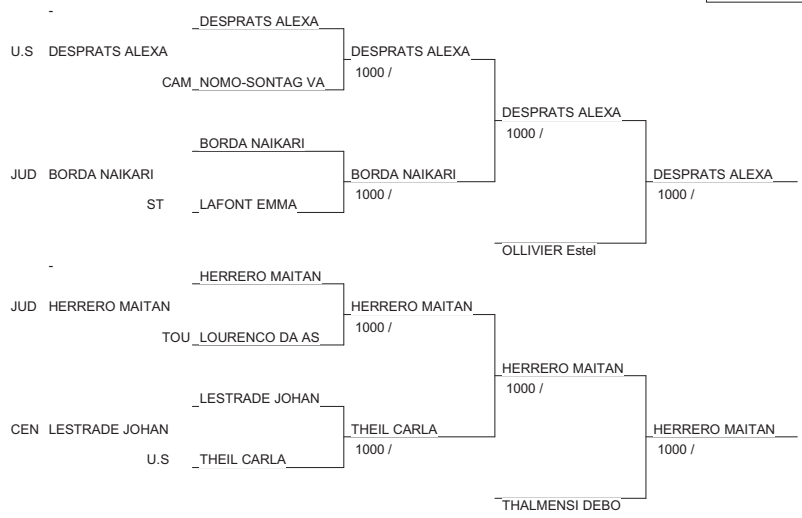 -
DESPRATS ALEXA
U.S DESPRATS ALEXA DESPRATS ALEXA
1000 /
CAM NOMO-SONTAG VA
DESPRATS ALEXA
1000 /
BORDA NAIKARI
JUD BORDA NAIKARI BORDA NAIKARI DESPRATS ALEXA
1000 / 1000 /
ST LAFONT EMMA
OLLIVIER Estel
-
HERRERO MAITAN
JUD HERRERO MAITAN HERRERO MAITAN
1000 /
TOU LOURENCO DA AS
HERRERO MAITAN
1000 /
LESTRADE JOHAN
CEN LESTRADE JOHAN THEIL CARLA HERRERO MAITAN
1000 / 1000 /
U.S THEIL CARLA
THALMENSI DEBO